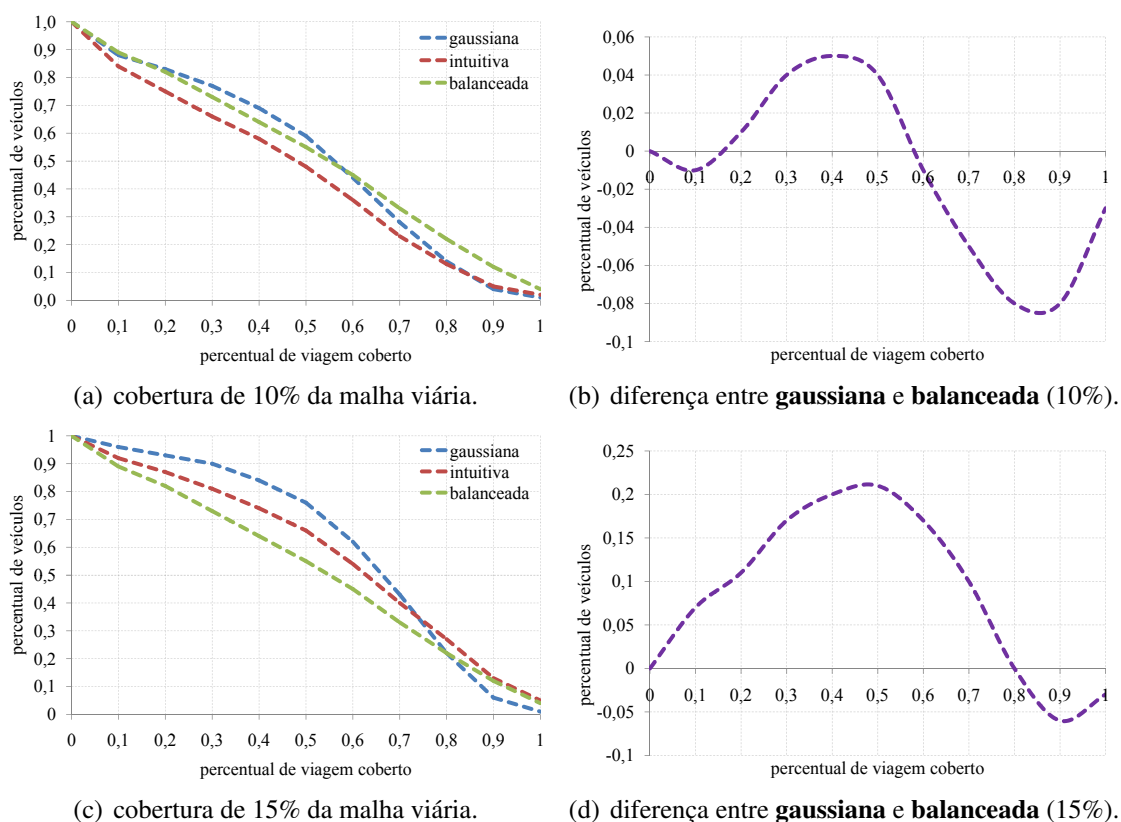 1,0
0,9
0,8
0,7
0,6
0,5
0,4
0,3
0,2
0,1
0,0
percentual de veículos
gaussiana
intuitiva
balanceada
0 0,1 0,2 0,3 0,4 0,5 0,6 0,7 0,8 0,9 1
percentual de viagem coberto
(a) cobertura de 10% da malha viária.
0,06
0,04
0,02
0
-0,02
-0,04
-0,06
-0,08
-0,1
percentual de veículos
0 0,1 0,2 0,3 0,4 0,5 0,6 0,7 0,8 0,9 1
percentual de viagem coberto
(b) diferença entre gaussiana e balanceada (10%).
1
0,9
0,8
0,7
0,6
0,5
0,4
0,3
0,2
0,1
0
percentual de veículos
gaussiana
intuitiva
balanceada
0 0,1 0,2 0,3 0,4 0,5 0,6 0,7 0,8 0,9 1
percentual de viagem coberto
(c) cobertura de 15% da malha viária.
0,25
0,2
0,15
0,1
0,05
0
-0,05
-0,1
percentual de veículos
0 0,1 0,2 0,3 0,4 0,5 0,6 0,7 0,8 0,9 1
percentual de viagem coberto
(d) diferença entre gaussiana e balanceada (15%).